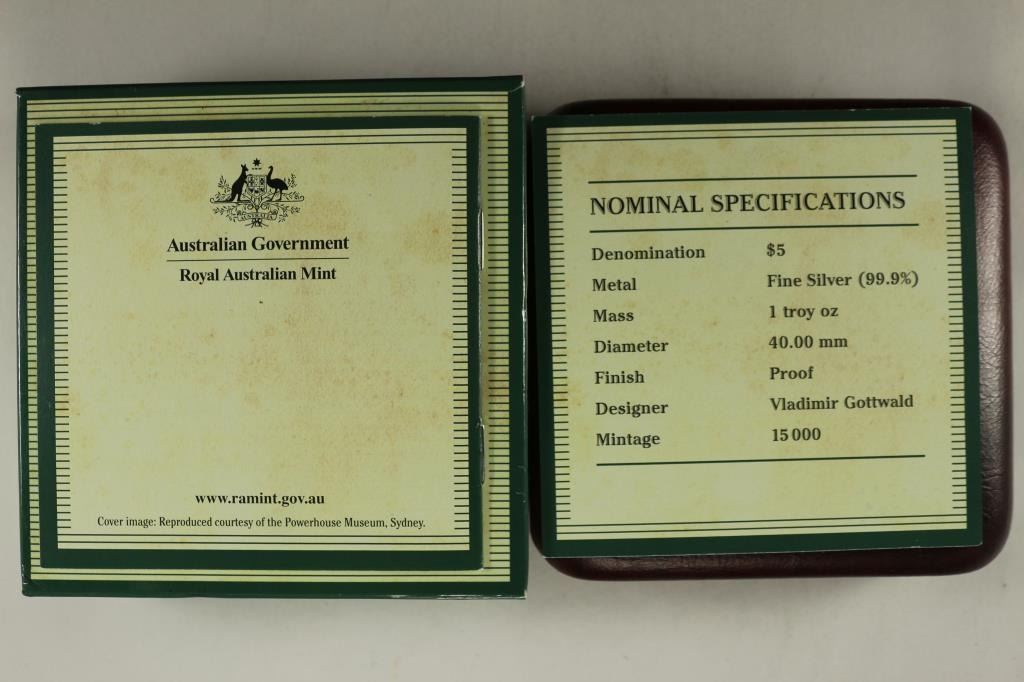 AUSTRALIA
Australian Government
Royal Australian Mint
www.ramint.gov.au
Cover image: Reproduced courtesy of the Powerhouse Museum, Sydney.
NOMINAL SPECIFICATIONS
Denomination $5
Metal Fine Silver (99.9%)
Mass 1 troy oz
Diameter 40.00 mm
Finish Proof
Designer Vladimir Gottwald
Mintage 15 000